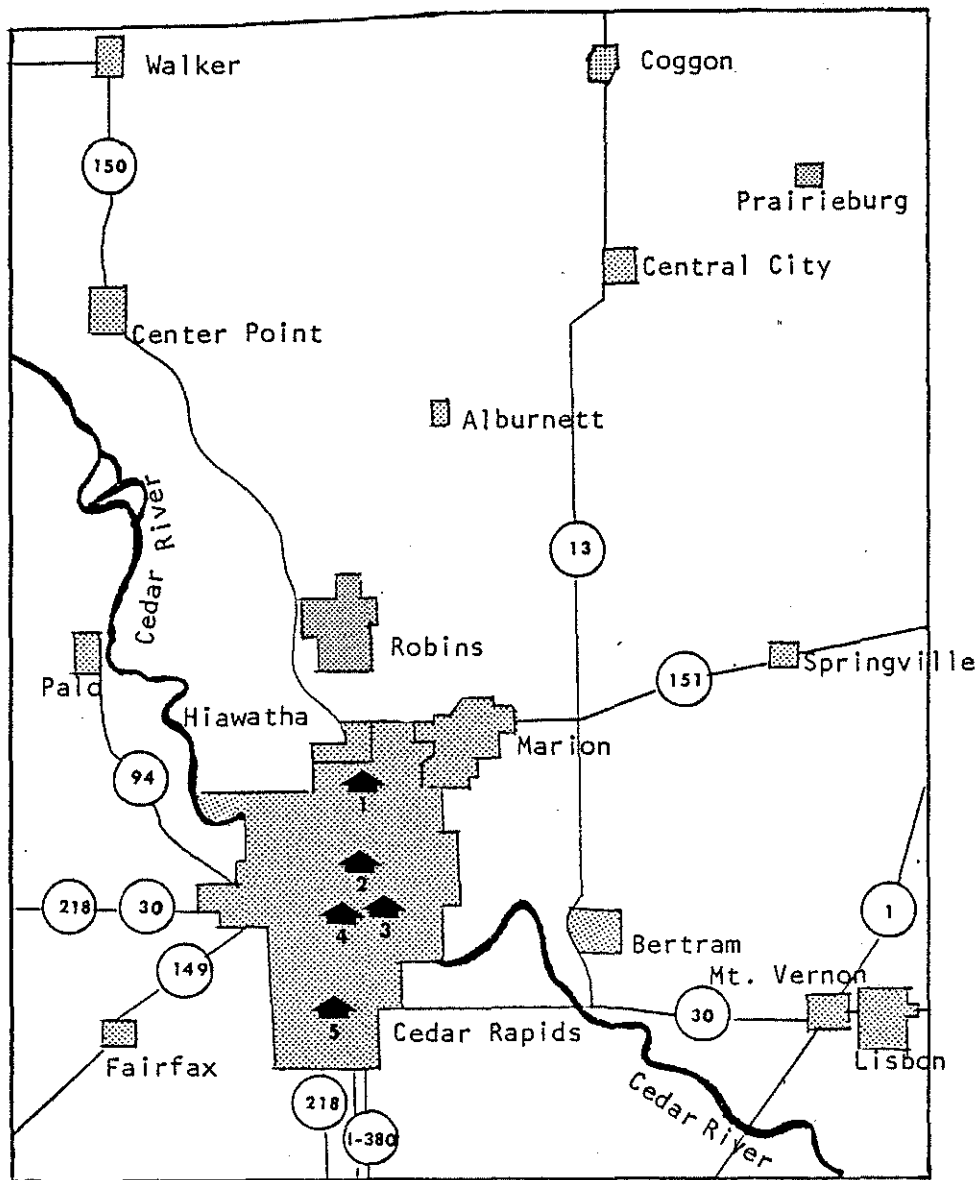 Walker
Coggon
150
Prairieburg
Central City
Center Point
Alburnett
Cedar River
13
Robins
Springville
151
Palo
Hiawatha
Marion
94
1
2
218
30
4
3
1
Bertram
149
Mt. Vernon
5
Cedar Rapids
30
Fairfax
Lisbon
218
Cedar River
I-380